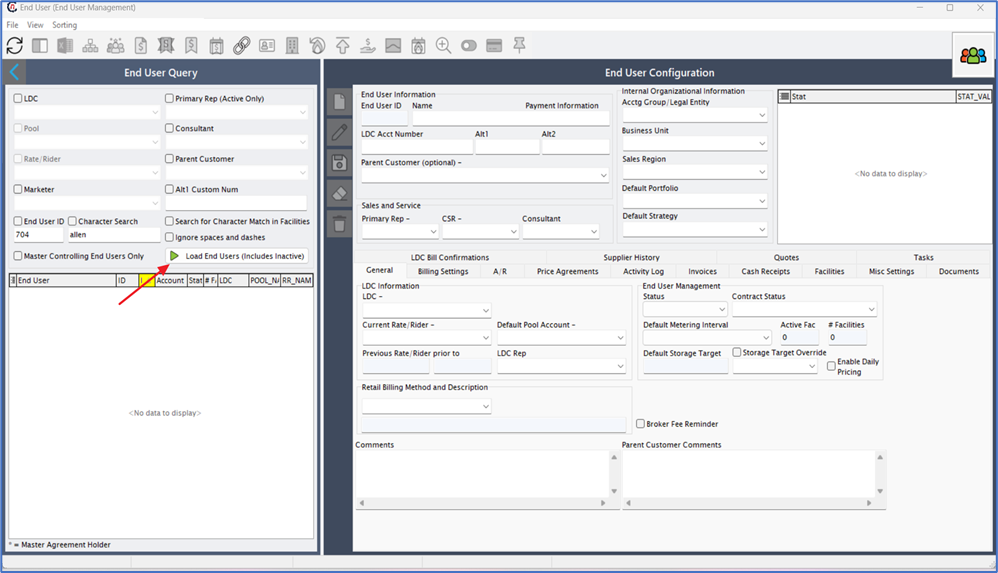 End User (End User Management)
File View Sorting
End User Query
LDC
Primary Rep (Active Only)
Pool
Consultant
Rate/Rider
Parent Customer
Marketer
Alt1 Custom Num
End User ID
Character Search
Search for Character Match in Facilities
704
allen
Ignore spaces and dashes
Master Controlling End Users Only
Load End Users (Includes Inactive)
End User ID Account Stat # F LDC POOL_N RR_NAM
<No data to display>
* = Master Agreement Holder
End User Configuration
End User Information
End User ID Name Payment Information
LDC Acct Number Alt1 Alt2
Parent Customer (optional) –
Sales and Service
Primary Rep – CSR – Consultant
Internal Organizational Information
Acctg Group/Legal Entity
Business Unit
Sales Region
Default Portfolio
Default Strategy
Stat STAT_VAL
<No data to display>
LDC Bill Confirmations Supplier History Quotes Tasks
General Billing Settings A/R Price Agreements Activity Log Invoices Cash Receipts Facilities Misc Settings Documents
LDC Information
LDC –
Current Rate/Rider – Default Pool Account –
Previous Rate/Rider prior to LDC Rep
End User Management
Status Contract Status
Default Metering Interval Active Fac # Facilities
0 0
Default Storage Target Storage Target Override
Enable Daily
Pricing
Retail Billing Method and Description
Broker Fee Reminder
Comments Parent Customer Comments